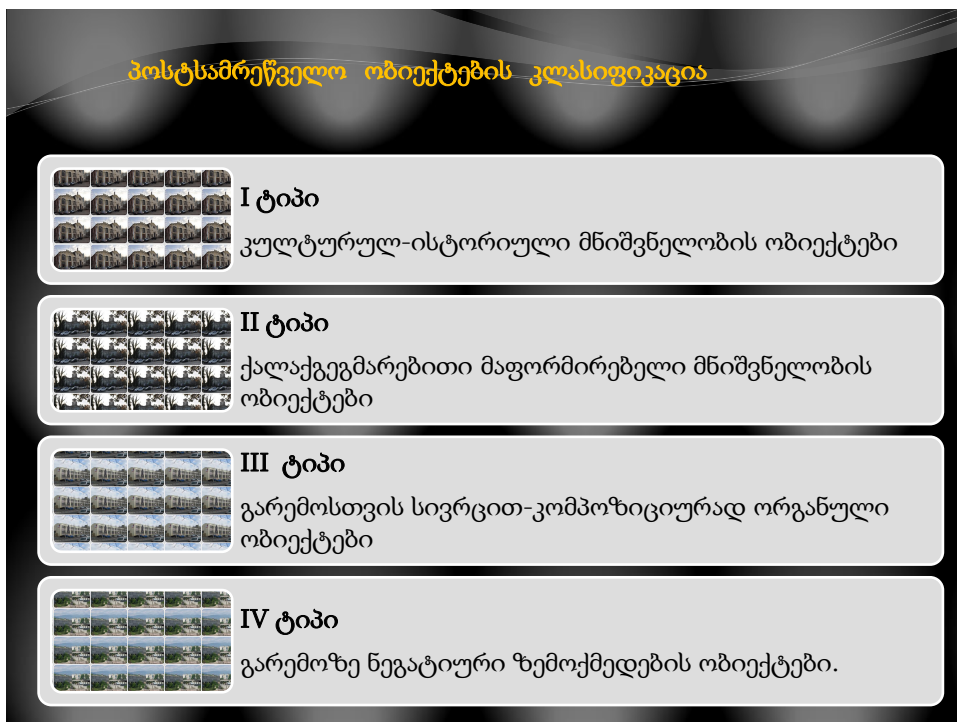 პოსტსამრეწველო ობიექტების კლასიფიკაცია
I ტიპი
კულტურულ-ისტორიული მნიშვნელობის ობიექტები
II ტიპი
ქალაქგეგმარებითი მაფორმირებელი მნიშვნელობის
ობიექტები
III ტიპი
გარემოსთვის სივრცით-კომპოზიციურად ორგანული
ობიექტები
IV ტიპი
გარემოზე ნეგატიური ზემოქმედების ობიექტები.